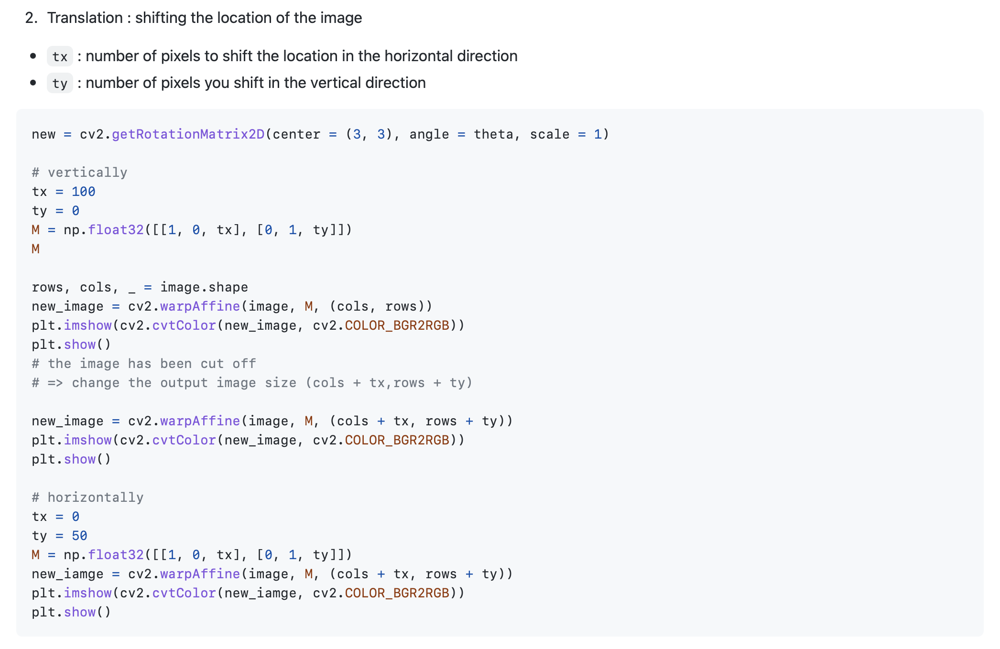 2. Translation : shifting the location of the image
• tx : number of pixels to shift the location in the horizontal direction
• ty : number of pixels you shift in the vertical direction
new = cv2.getRotationMatrix2D(center = (3, 3), angle = theta, scale = 1)
# vertically
tx = 100
ty = 0
M = np.float32([[1, 0, tx], [0, 1, ty]])
M
rows, cols, _ = image.shape
new_image = cv2.warpAffine(image, M, (cols, rows))
plt.imshow(cv2.cvtColor(new_image, cv2.COLOR_BGR2RGB))
plt.show()
# the image has been cut off
# => change the output image size (cols + tx,rows + ty)
new_image = cv2.warpAffine(image, M, (cols + tx, rows + ty))
plt.imshow(cv2.cvtColor(new_image, cv2.COLOR_BGR2RGB))
plt.show()
# horizontally
tx = 0
ty = 50
M = np.float32([[1, 0, tx], [0, 1, ty]])
new_iamge = cv2.warpAffine(image, M, (cols + tx, rows + ty))
plt.imshow(cv2.cvtColor(new_iamge, cv2.COLOR_BGR2RGB))
plt.show()